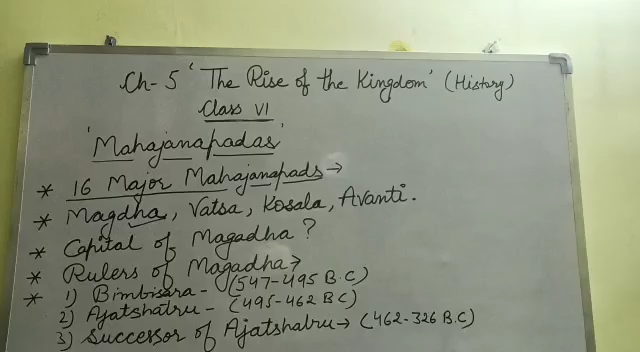 Ch-5 'The Rise of the Kingdom' (History)
Class VI
'Mahajanapadas'
* 16 Major Mahajanapads →
* Magdha, Vatsa, Kosala, Avanti.
* Capital of Magadha ?
* Rulers of Magadha →
* 1) Bimbisara - (547-495 B.C)
2) Ajatshatru - (495-462 BC)
3) Successor of Ajatshatru → (462-326 B.C)